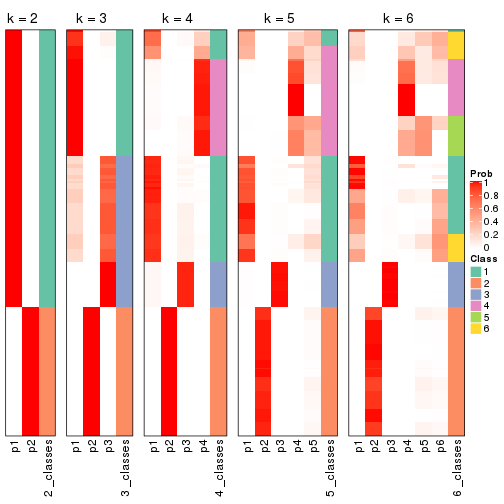 k = 2
k = 3
k = 4
k = 5
k = 6
p1
p2
2_classes
p1
p2
p3
3_classes
p1
p2
p3
p4
4_classes
p1
p2
p3
p4
p5
5_classes
p1
p2
p3
p4
p5
p6
6_classes
Prob
1
0.8
0.6
0.4
0.2
0
Class
1
2
3
4
5
6